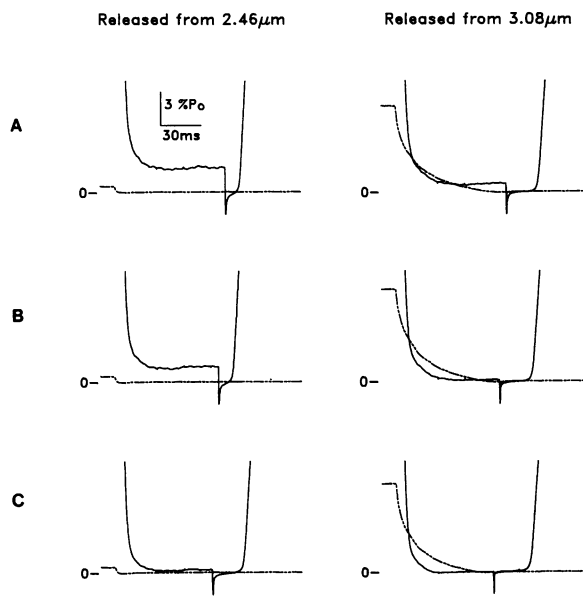 Released from 2.46μm
Released from 3.08μm
A
3 %Po
30ms
0-
0-
B
0-
0-
C
0-
0-